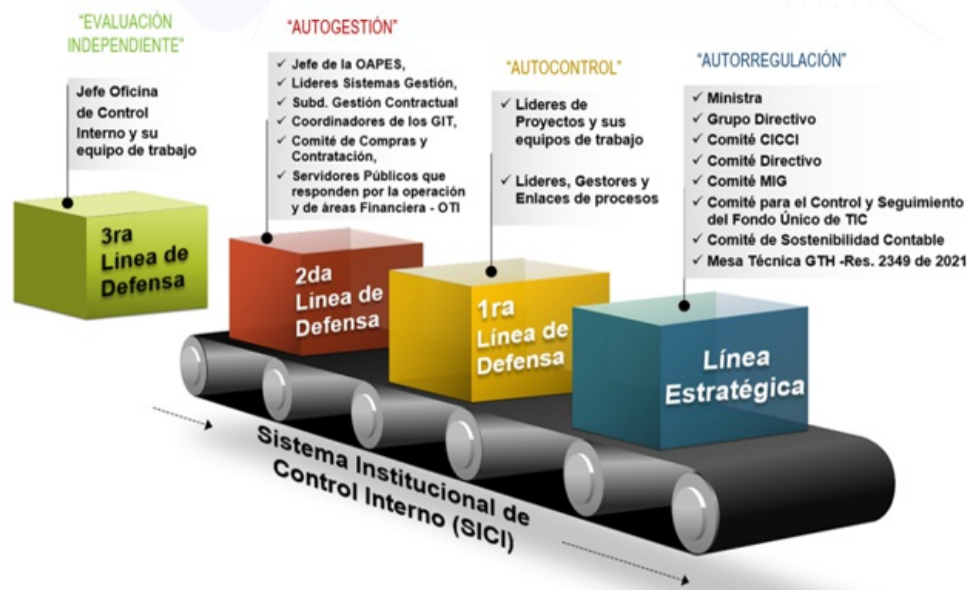 "EVALUACIÓN
INDEPENDIENTE"
Jefe Oficina
de Control
Interno y su
equipo de trabajo
3ra
Línea de
Defensa
"AUTOGESTIÓN"
✓ Jefe de la OAPES,
✓ Líderes Sistemas Gestión,
✓ Subd. Gestión Contractual
✓ Coordinadores de los GIT,
✓ Comité de Compras y
Contratación,
✓ Servidores Públicos que
responden por la operación
y de áreas Financiera - OTI
2da
Línea de
Defensa
"AUTOCONTROL"
✓ Líderes de
Proyectos y sus
equipos de trabajo
✓ Líderes, Gestores y
Enlaces de procesos
1ra
Línea de
Defensa
"AUTORREGULACIÓN"
✓ Ministra
✓ Grupo Directivo
✓ Comité CICCI
✓ Comité Directivo
✓ Comité MIG
✓ Comité para el Control y Seguimiento
del Fondo Único de TIC
✓ Comité de Sostenibilidad Contable
✓ Mesa Técnica GTH -Res. 2349 de 2021
Línea
Estratégica
Sistema Institucional de
Control Interno (SICI)